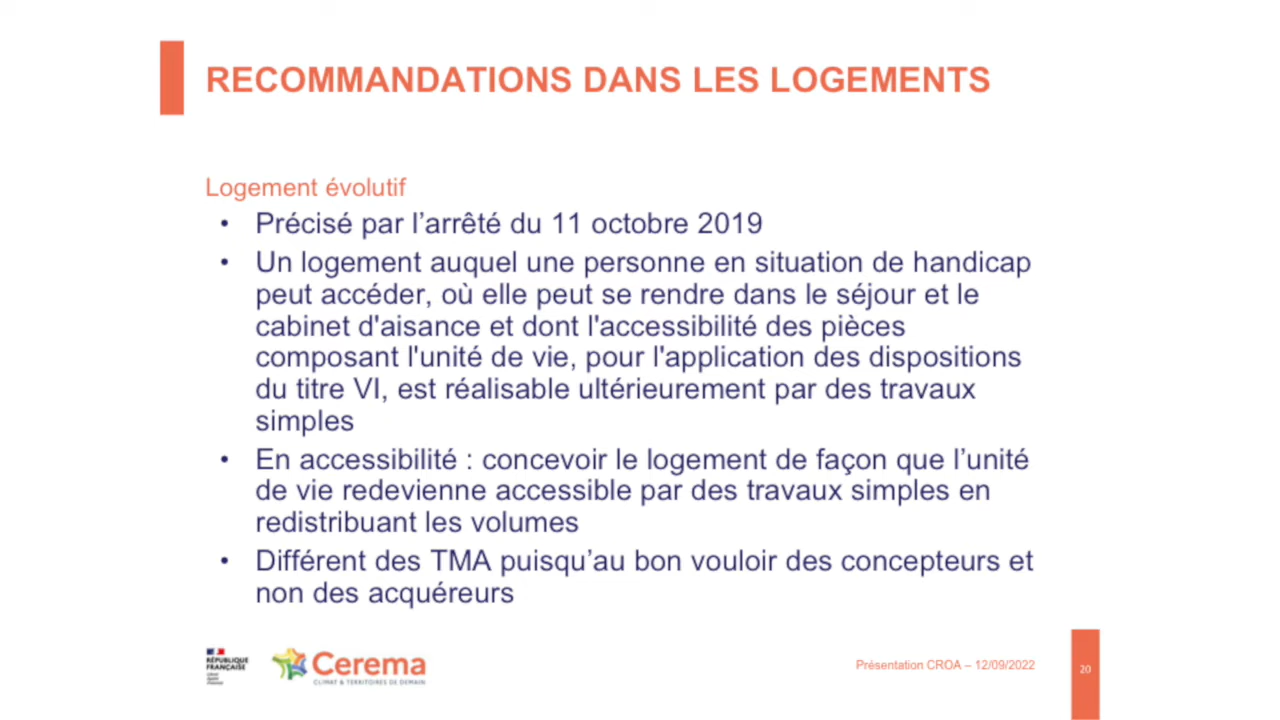 RECOMMANDATIONS DANS LES LOGEMENTS
Logement évolutif
• Précisé par l’arrêté du 11 octobre 2019
• Un logement auquel une personne en situation de handicap
peut accéder, où elle peut se rendre dans le séjour et le
cabinet d'aisance et dont l'accessibilité des pièces
composant l'unité de vie, pour l'application des dispositions
du titre VI, est réalisable ultérieurement par des travaux
simples
• En accessibilité : concevoir le logement de façon que l’unité
de vie redevienne accessible par des travaux simples en
redistribuant les volumes
• Différent des TMA puisqu’au bon vouloir des concepteurs et
non des acquéreurs
RÉPUBLIQUE
FRANÇAISE
Liberté
Égalité
Fraternité
Cerema
CLIMAT & TERRITOIRES DE DEMAIN
Présentation CROA – 12/09/2022
20